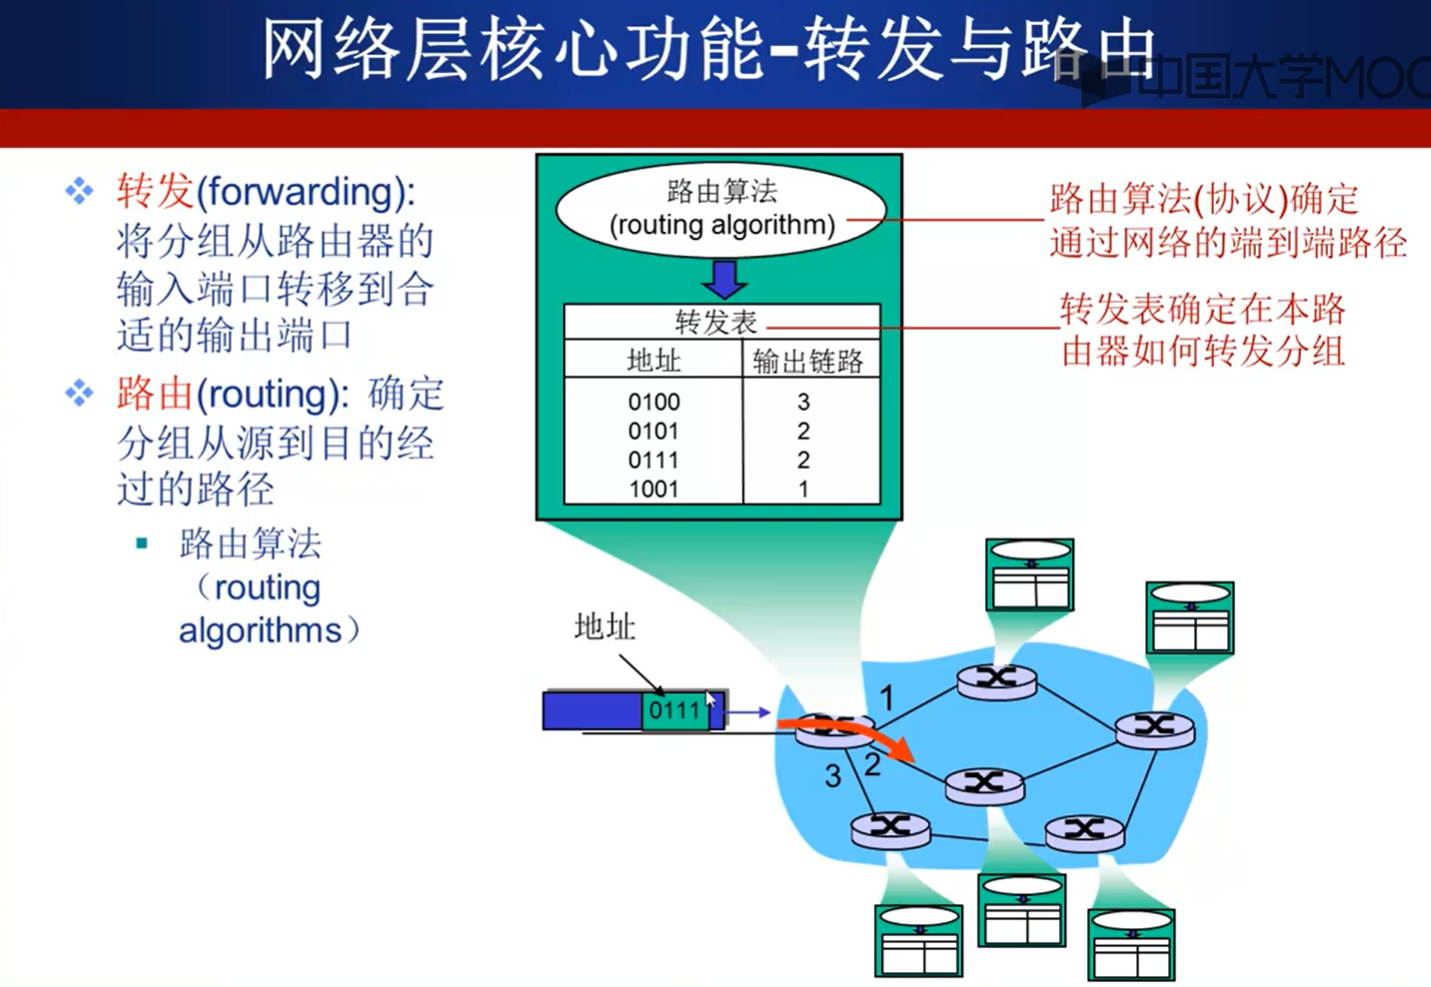 网络层核心功能-转发与路由
中国大学MOO
转发(forwarding):
将分组从路由器的
输入端口转移到合
适的输出端口
路由(routing): 确定
分组从源到目的经
过的路径
路由算法
（routing
algorithms）
路由算法
(routing algorithm)
转发表
地址 输出链路
0100 3
0101 2
0111 2
1001 1
路由算法(协议)确定
通过网络的端到端路径
转发表确定在本路
由器如何转发分组
地址
0111
1
2
3